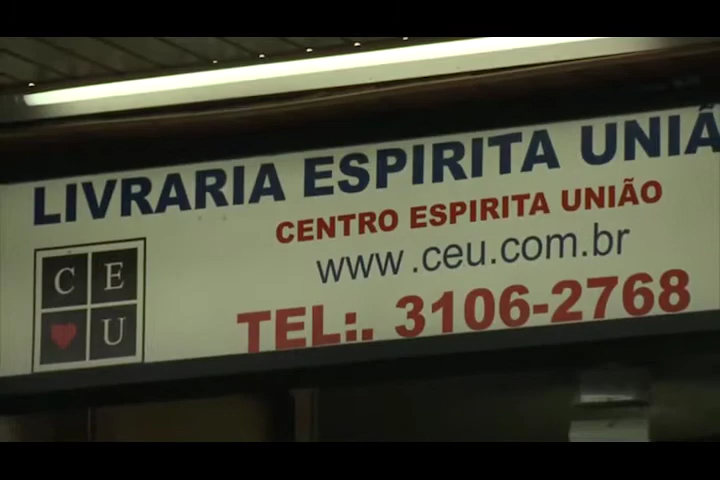 LIVRARIA ESPIRITA UNIÃ
CENTRO ESPIRITA UNIÃO
www.ceu.com.br
TEL:. 3106-2768
C E
U